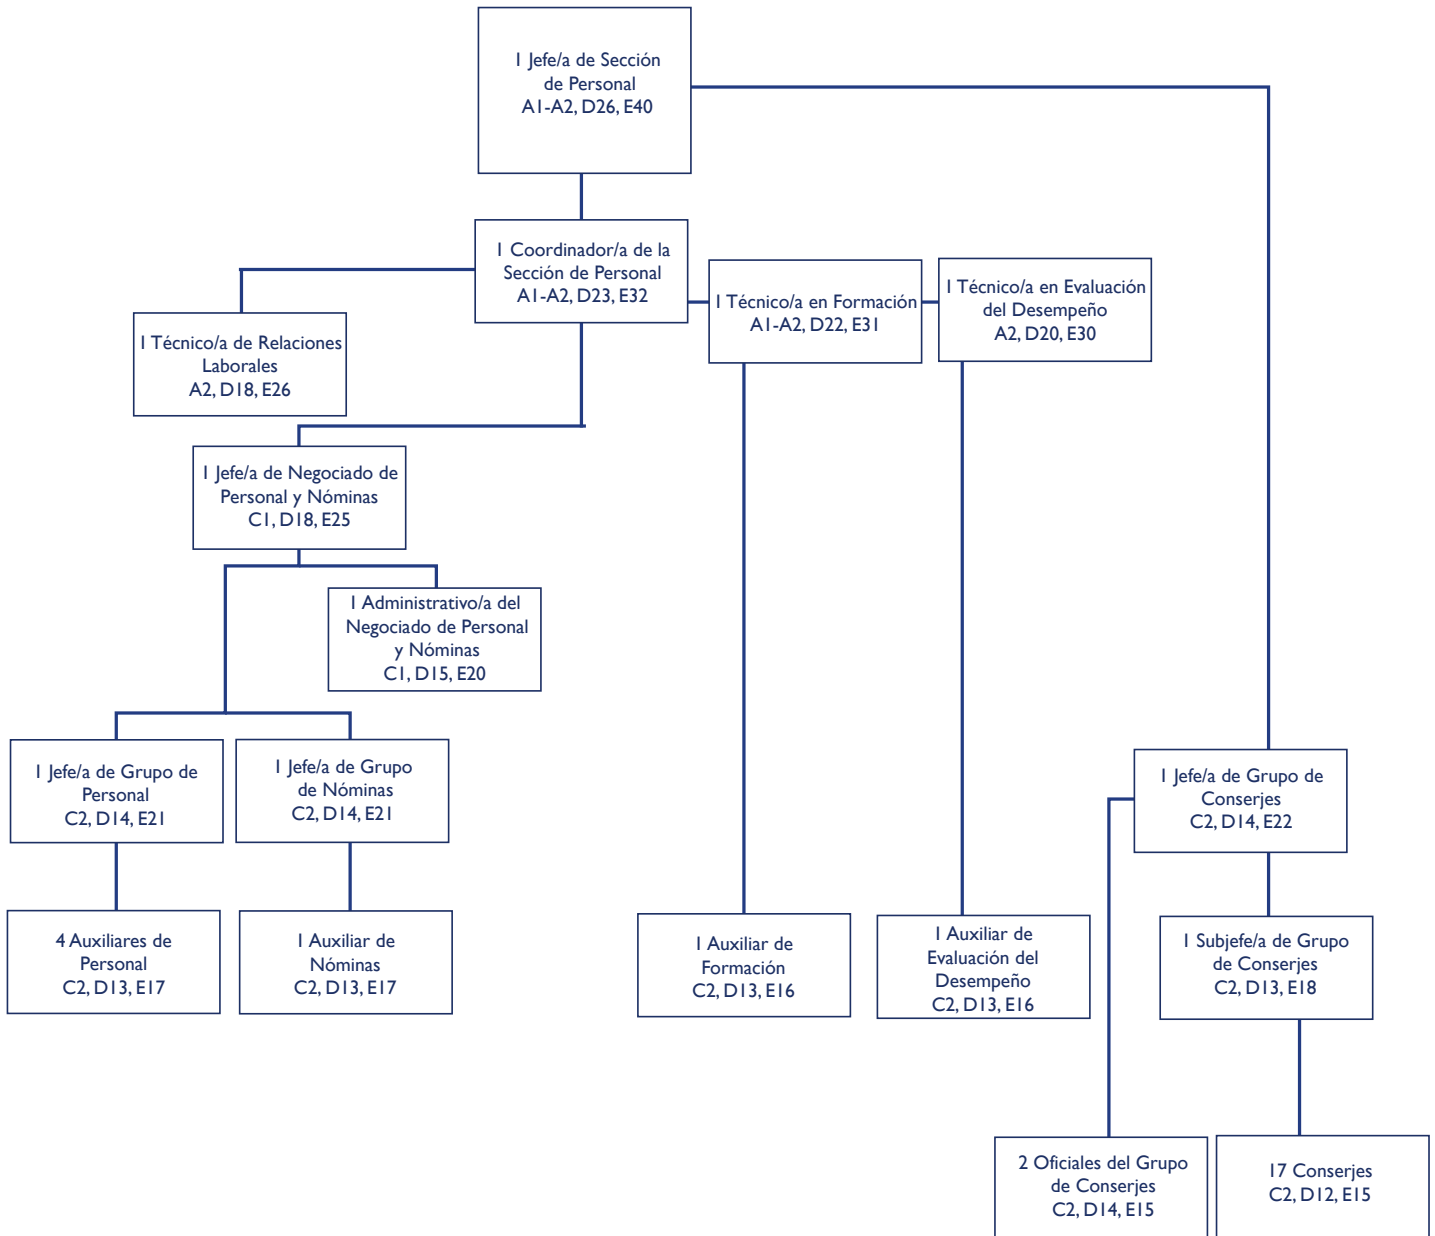 1 Jefe/a de Sección
de Personal
A1-A2, D26, E40
1 Coordinador/a de la
Sección de Personal
A1-A2, D23, E32
1 Técnico/a en Formación
A1-A2, D22, E31
1 Técnico/a en Evaluación
del Desempeño
A2, D20, E30
1 Técnico/a de Relaciones
Laborales
A2, D18, E26
1 Jefe/a de Negociado de
Personal y Nóminas
C1, D18, E25
1 Administrativo/a del
Negociado de Personal
y Nóminas
C1, D15, E20
1 Jefe/a de Grupo de
Personal
C2, D14, E21
1 Jefe/a de Grupo
de Nóminas
C2, D14, E21
1 Jefe/a de Grupo de
Conserjes
C2, D14, E22
4 Auxiliares de
Personal
C2, D13, E17
1 Auxiliar de
Nóminas
C2, D13, E17
1 Auxiliar de
Formación
C2, D13, E16
1 Auxiliar de
Evaluación del
Desempeño
C2, D13, E16
1 Subjefe/a de Grupo
de Conserjes
C2, D13, E18
2 Oficiales del Grupo
de Conserjes
C2, D14, E15
17 Conserjes
C2, D12, E15